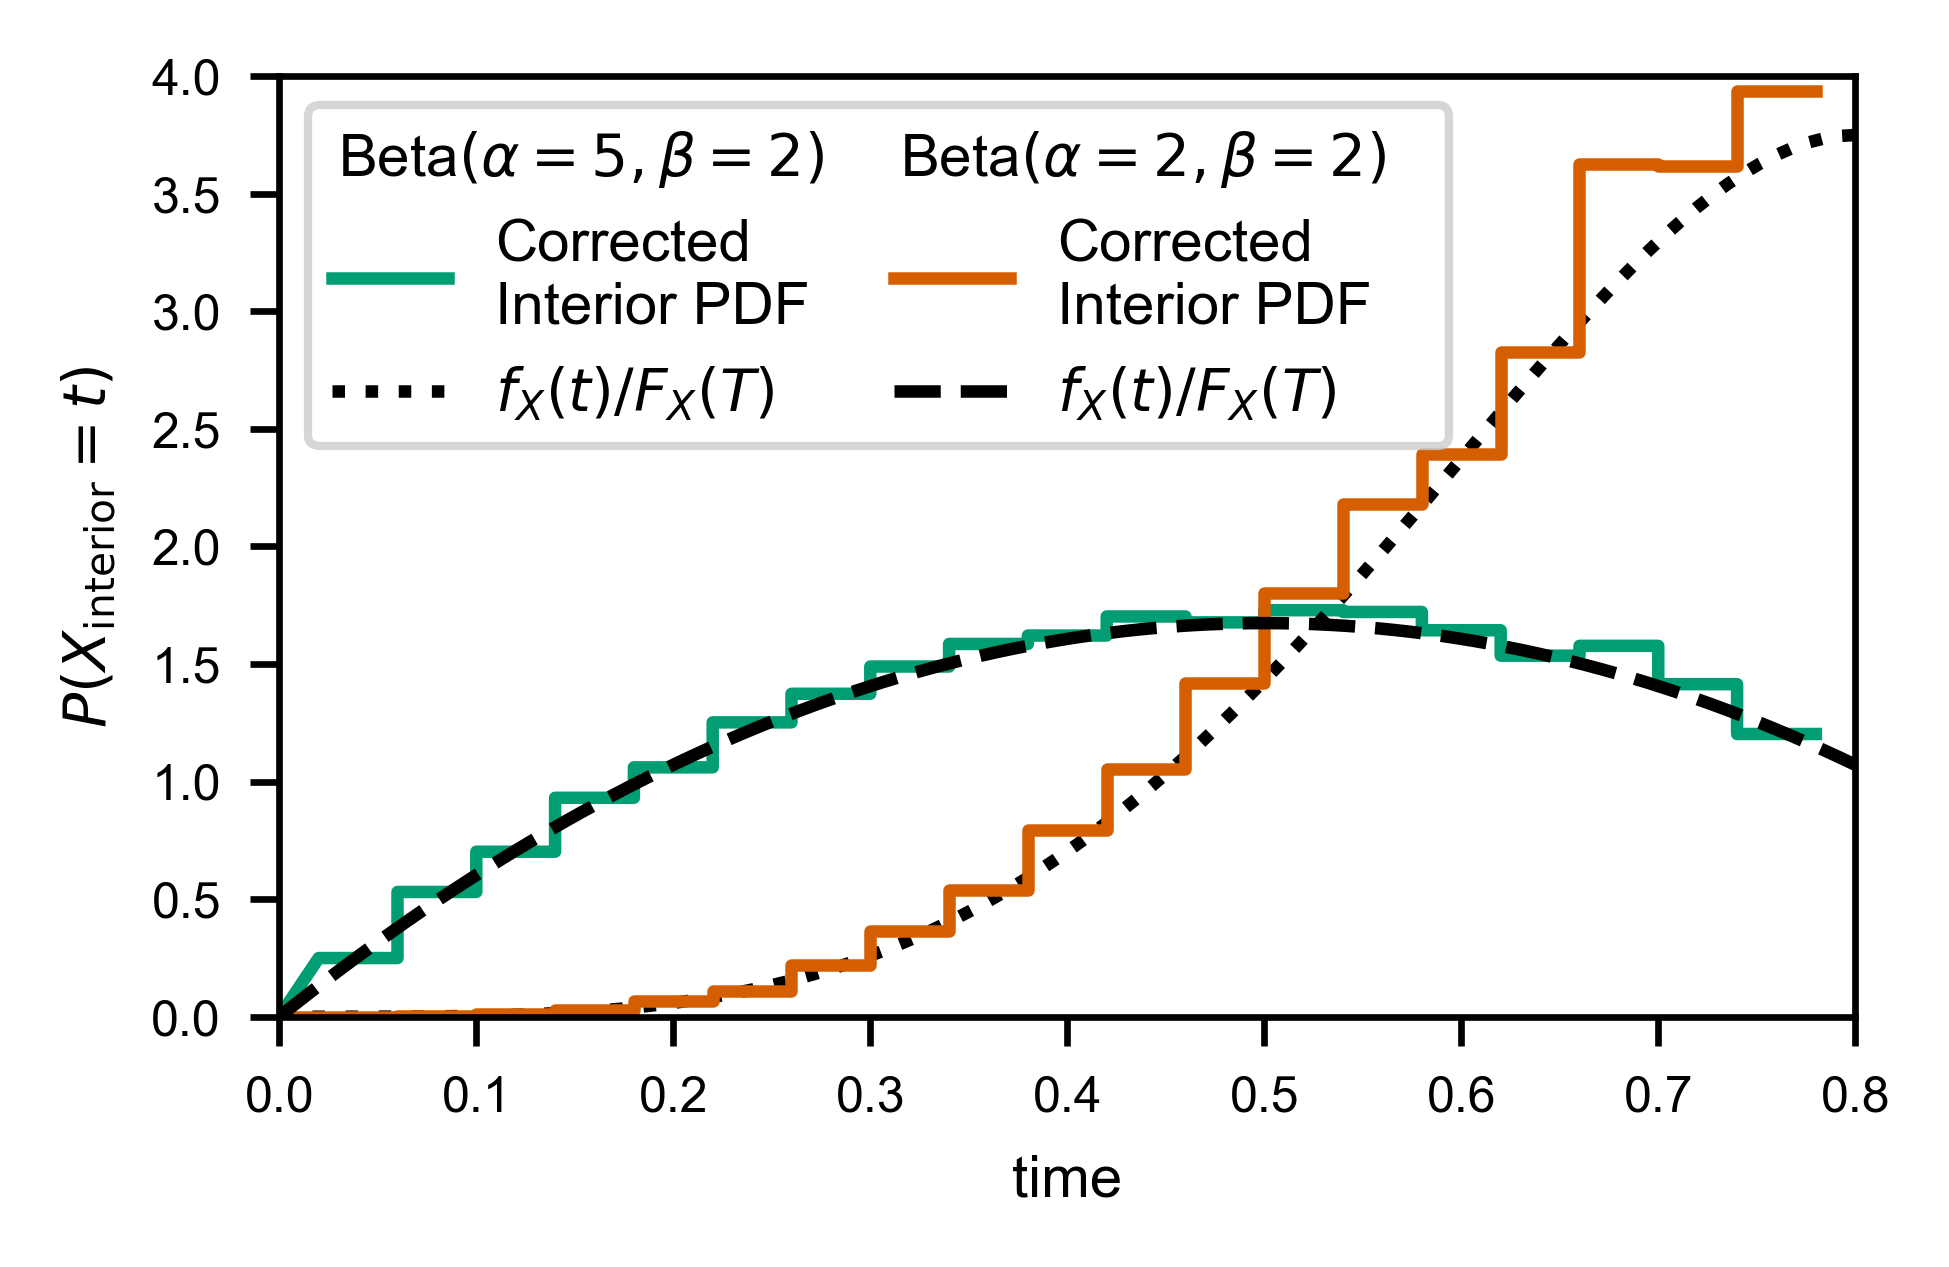 4.0
3.5
3.0
2.5
2.0
1.5
1.0
0.5
0.0
P(X_interior = t)
Beta(α = 5, β = 2)
Corrected
Interior PDF
f_X(t)/F_X(T)
Beta(α = 2, β = 2)
Corrected
Interior PDF
f_X(t)/F_X(T)
0.0 0.1 0.2 0.3 0.4 0.5 0.6 0.7 0.8
time